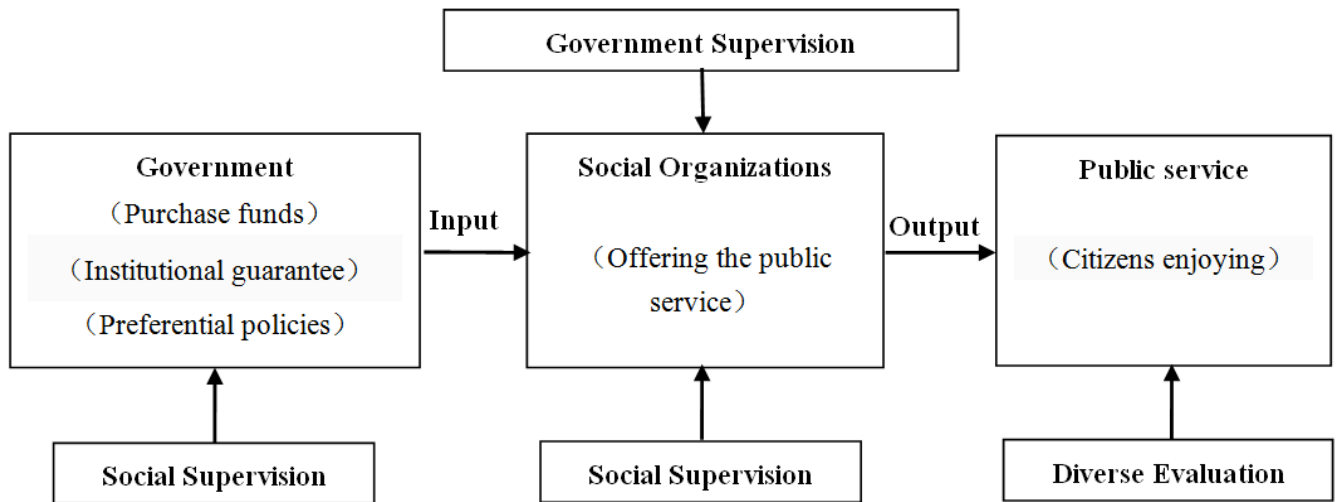 Government Supervision
Government
（Purchase funds）
（Institutional guarantee）
（Preferential policies）
Input
Social Organizations
（Offering the public
service）
Output
Public service
（Citizens enjoying）
Social Supervision
Social Supervision
Diverse Evaluation